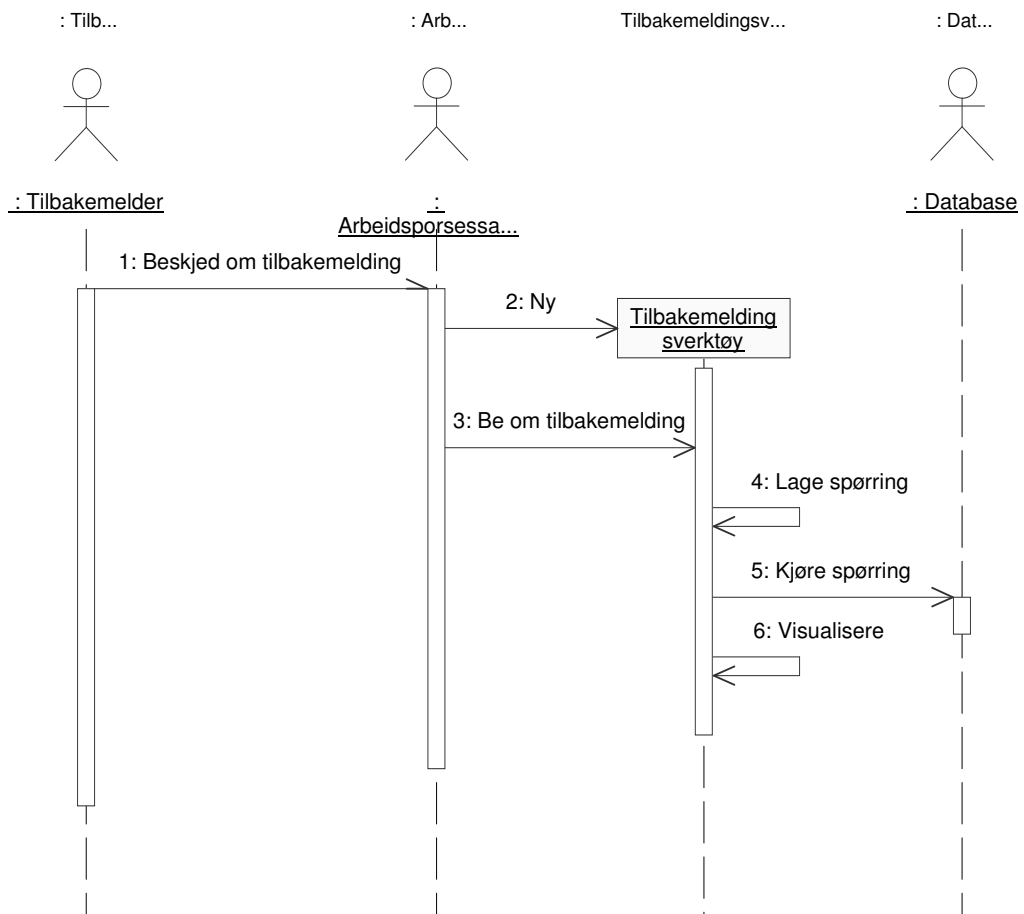 : Tilb...
: Arb...
Tilbakemeldingsv...
: Dat...
: Tilbakemelder
:
Arbeidsporsessa...
: Database
1: Beskjed om tilbakemelding
2: Ny
Tilbakemelding
sverktøy
3: Be om tilbakemelding
4: Lage spørring
5: Kjøre spørring
6: Visualisere